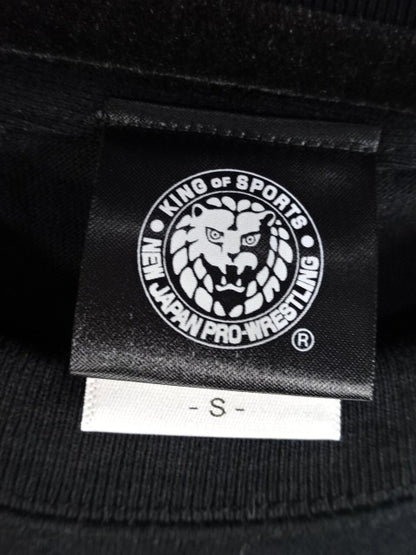 • KING OF SPORTS •
NEW JAPAN PRO-WRESTLING
®
- S -